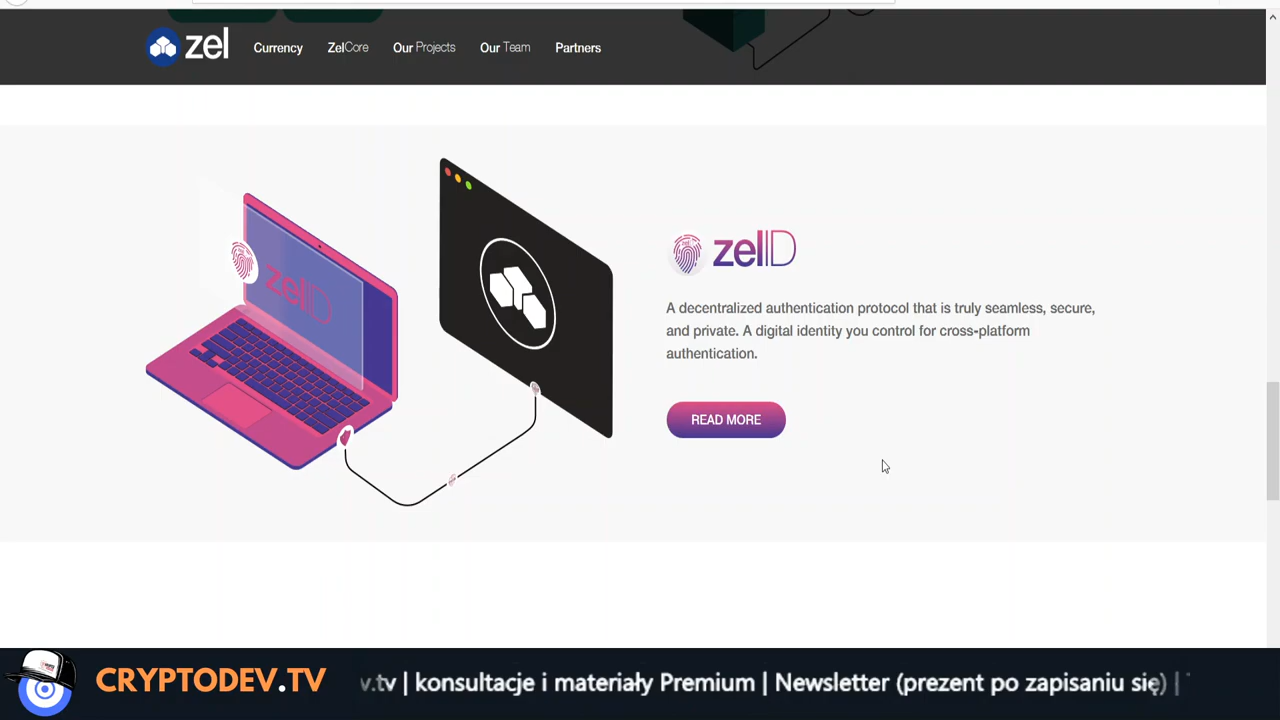 zel Currency ZelCore Our Projects Our Team Partners
zelID
zelID
A decentralized authentication protocol that is truly seamless, secure,
and private. A digital identity you control for cross-platform
authentication.
READ MORE
CRYPTODEV.TV v.tv | konsultacje i materiały Premium | Newsletter (prezent po zapisaniu się) |